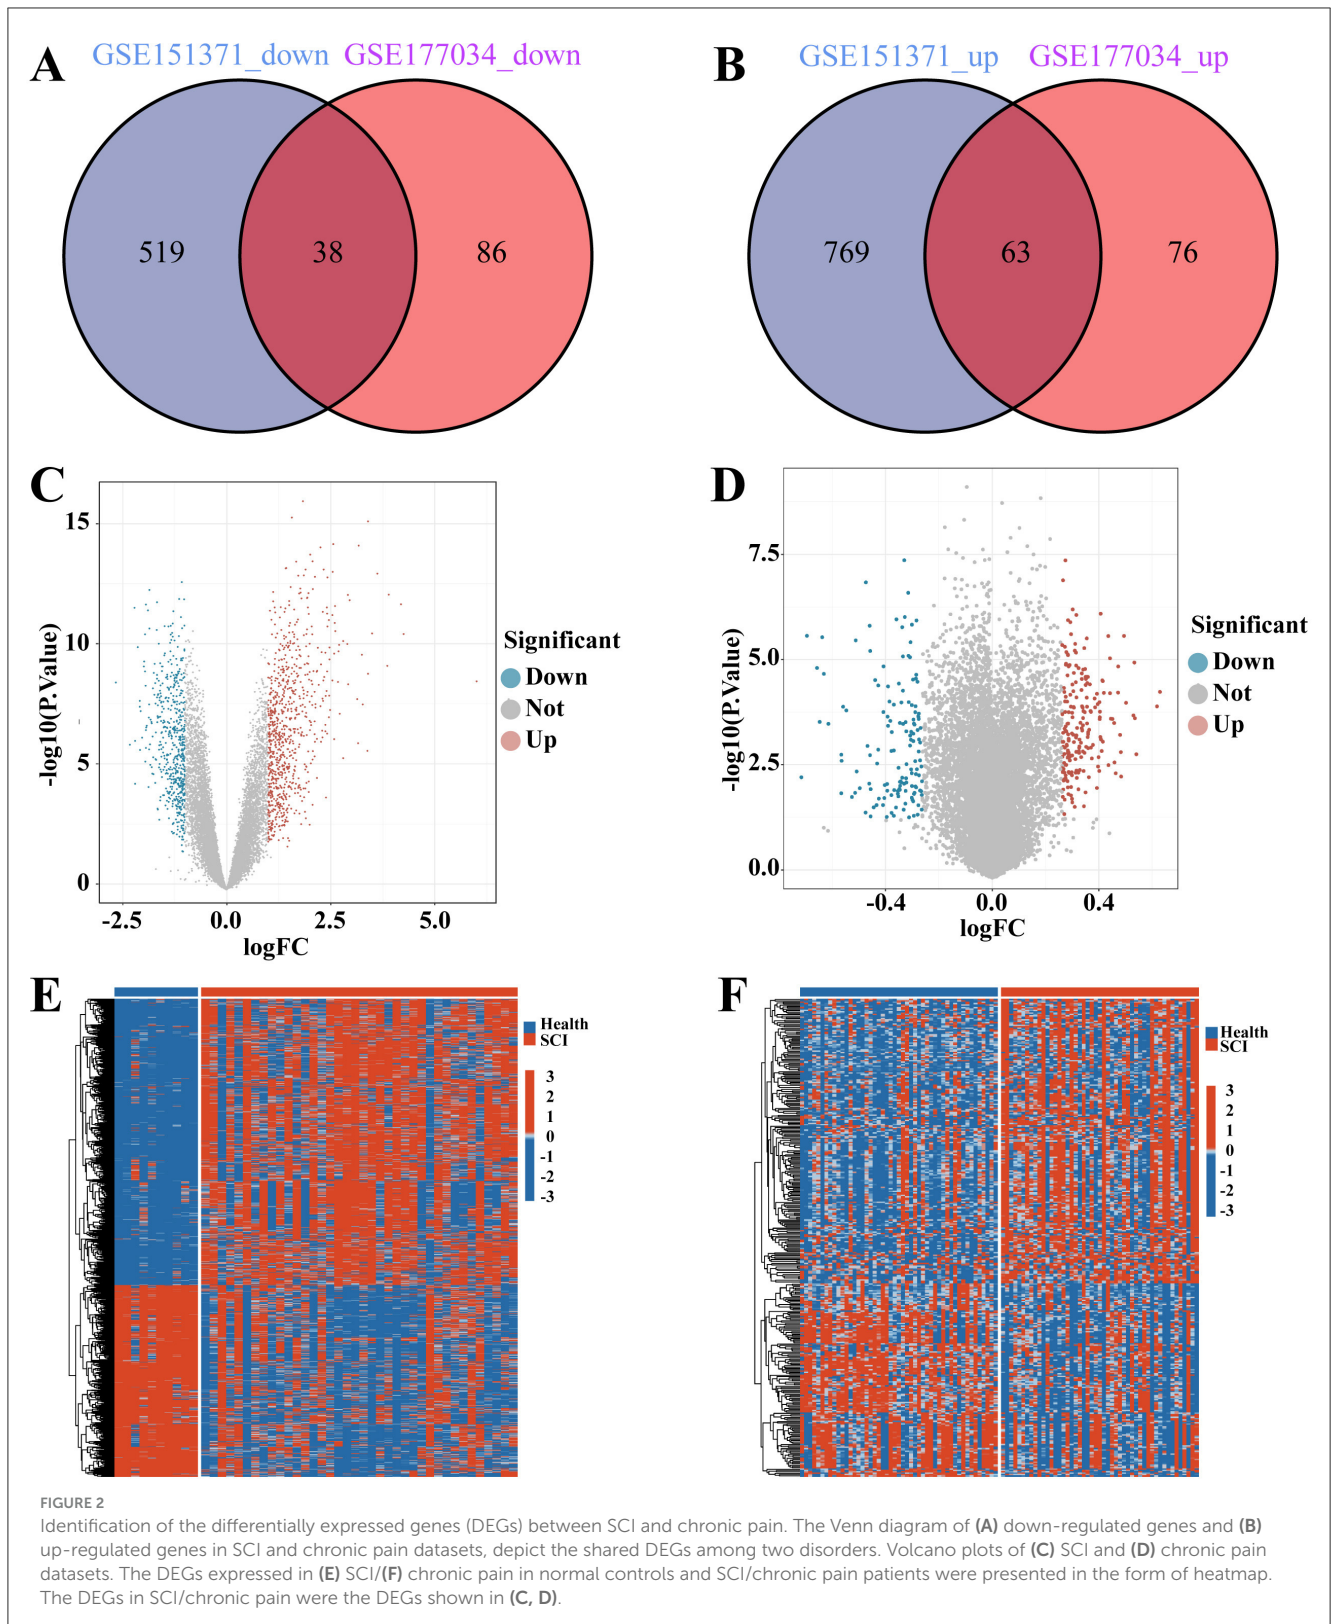 A
GSE151371_down GSE177034_down
519 38 86
B
GSE151371_up GSE177034_up
769 63 76
C
-log10(P.Value)
15
10
5
0
-2.5 0.0 2.5 5.0
logFC
Significant
Down
Not
Up
D
-log10(P.Value)
7.5
5.0
2.5
0.0
-0.4 0.0 0.4
logFC
Significant
Down
Not
Up
E
Health
SCI
3
2
1
0
-1
-2
-3
F
Health
SCI
3
2
1
0
-1
-2
-3
FIGURE 2
Identification of the differentially expressed genes (DEGs) between SCI and chronic pain. The Venn diagram of (A) down-regulated genes and (B)
up-regulated genes in SCI and chronic pain datasets, depict the shared DEGs among two disorders. Volcano plots of (C) SCI and (D) chronic pain
datasets. The DEGs expressed in (E) SCI/(F) chronic pain in normal controls and SCI/chronic pain patients were presented in the form of heatmap.
The DEGs in SCI/chronic pain were the DEGs shown in (C, D).